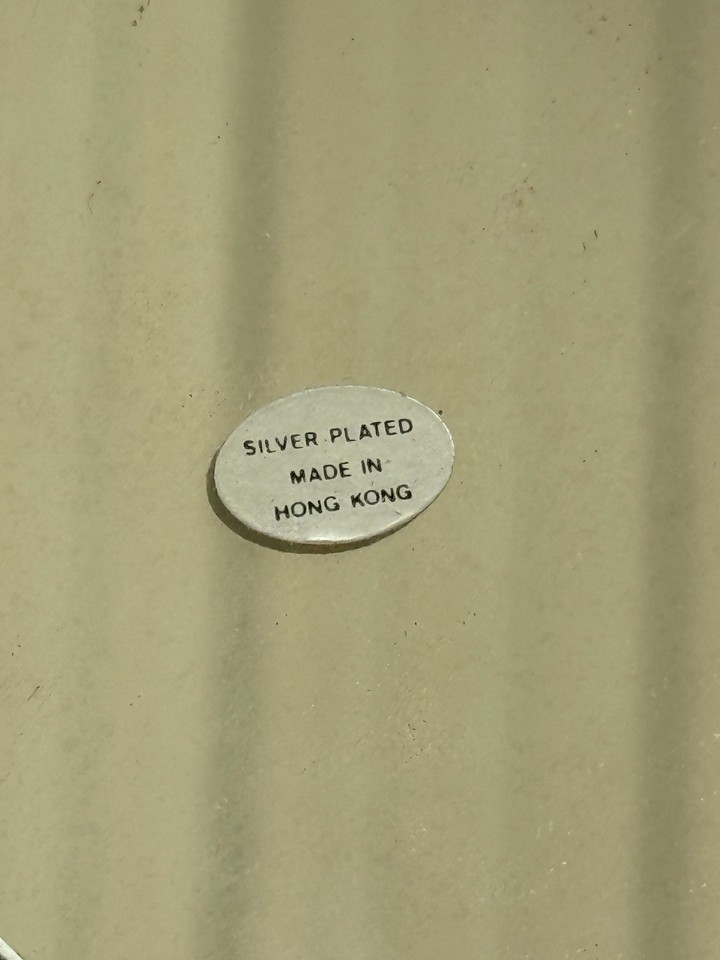 SILVER PLATED
MADE IN
HONG KONG